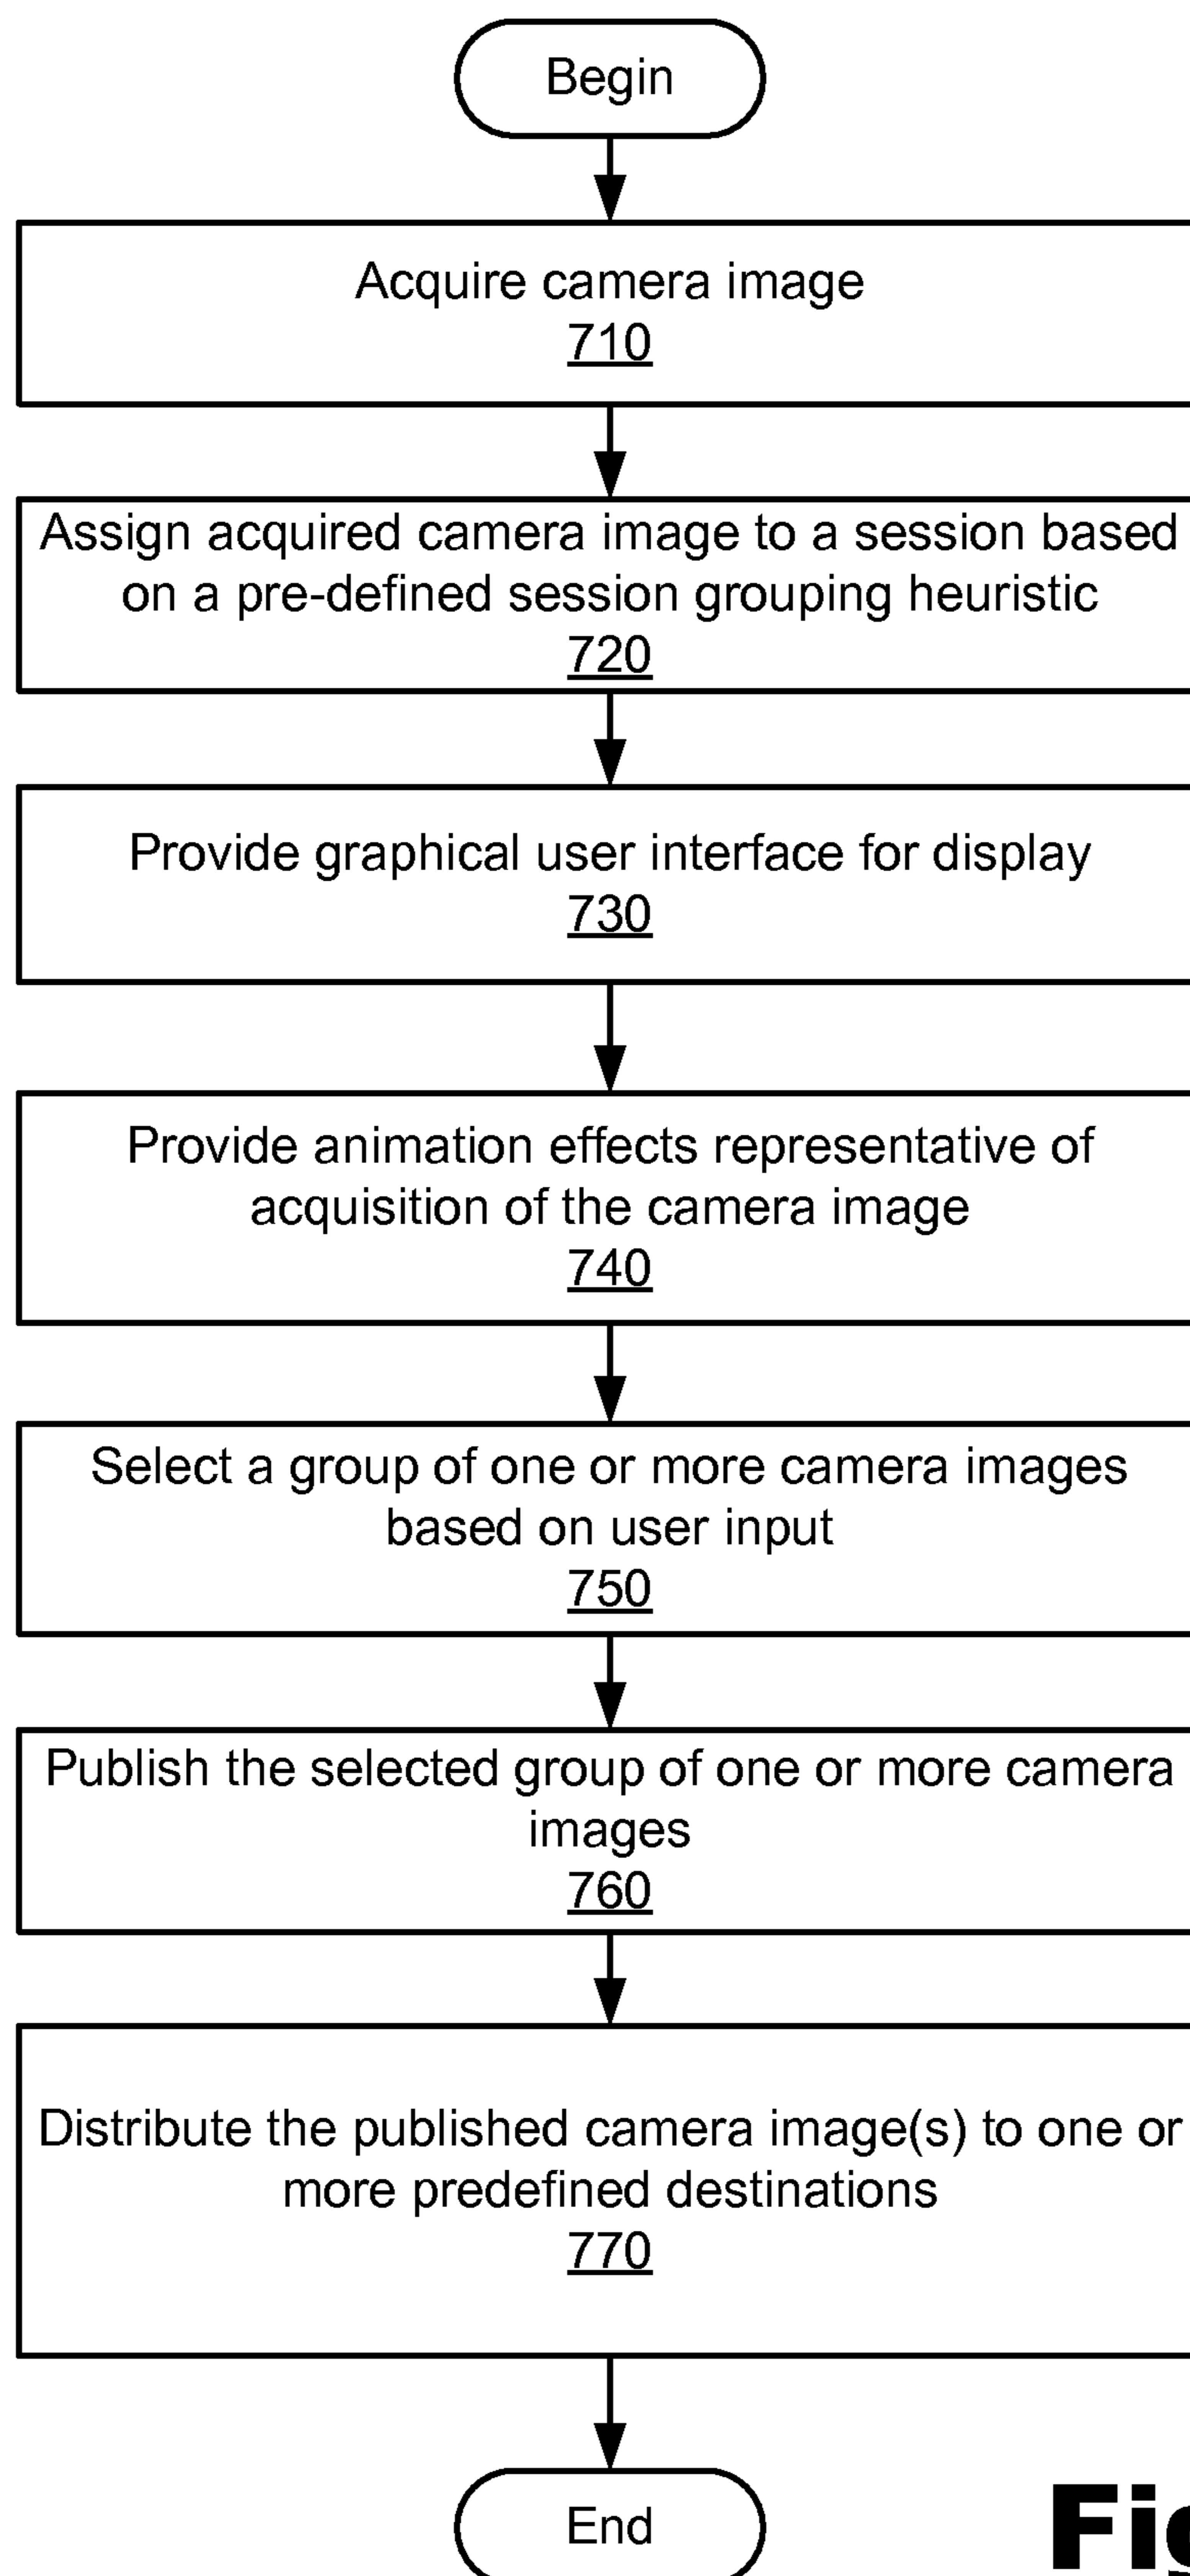 Begin
Acquire camera image
710
Assign acquired camera image to a session based
on a pre-defined session grouping heuristic
720
Provide graphical user interface for display
730
Provide animation effects representative of
acquisition of the camera image
740
Select a group of one or more camera images
based on user input
750
Publish the selected group of one or more camera
images
760
Distribute the published camera image(s) to one or
more predefined destinations
770
End